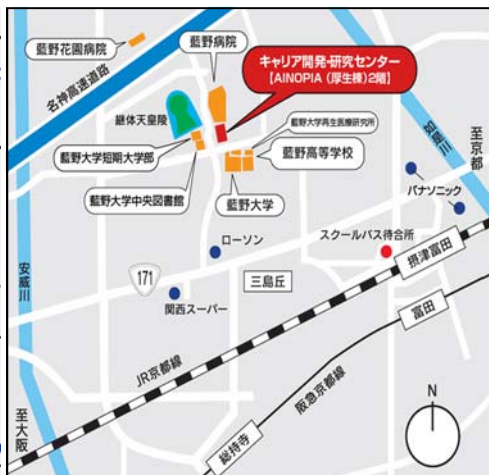 藍野花園病院
藍野病院
キャリア開発・研究センター
【AINOPIA (厚生棟)2階】
名神高速道路
継体天皇陵
藍野大学再生医療研究所
藍野大学短期大学部
藍野高等学校
藍野大学中央図書館
藍野大学
如是川
至京都
パナソニック
ローソン
スクールバス待合所
摂津富田
安威川
171
三島丘
関西スーパー
富田
JR京都線
阪急京都線
至大阪
総持寺
N